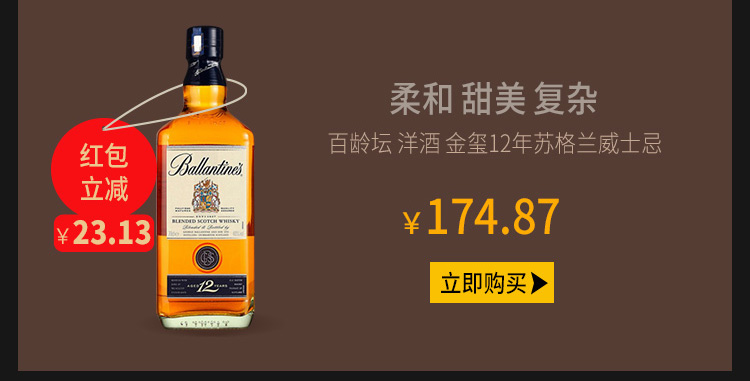 柔和 甜美 复杂
百龄坛 洋酒 金玺12年苏格兰威士忌
红包
立减
¥23.13
¥174.87
立即购买
Ballantine's
BLENDED SCOTCH WHISKY
AGED 12 YEARS